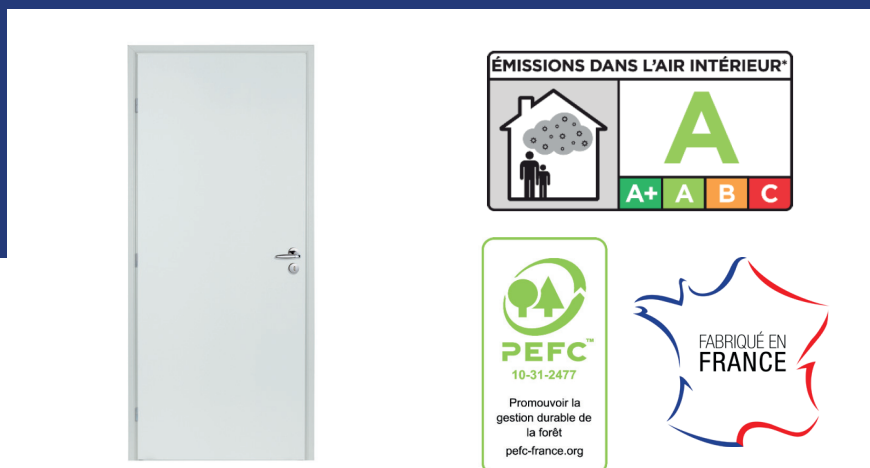 ÉMISSIONS DANS L'AIR INTÉRIEUR*
A
A+ A B C
PEFC™
10-31-2477
Promouvoir la
gestion durable de
la forêt
pefc-france.org
FABRIQUÉ EN
FRANCE